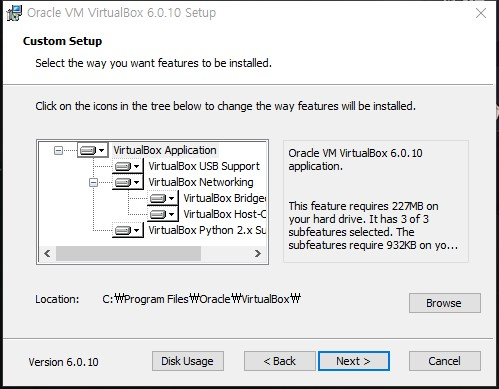 Oracle VM VirtualBox 6.0.10 Setup
Custom Setup
Select the way you want features to be installed.
Click on the icons in the tree below to change the way features will be installed.
VirtualBox Application
VirtualBox USB Support
VirtualBox Networking
VirtualBox Bridge
VirtualBox Host-O
VirtualBox Python 2.x Su
Oracle VM VirtualBox 6.0.10
application.
This feature requires 227MB on
your hard drive. It has 3 of 3
subfeatures selected. The
subfeatures require 932KB on yo...
Location: C:₩Program Files₩Oracle₩VirtualBox₩
Browse
Version 6.0.10
Disk Usage
< Back
Next >
Cancel